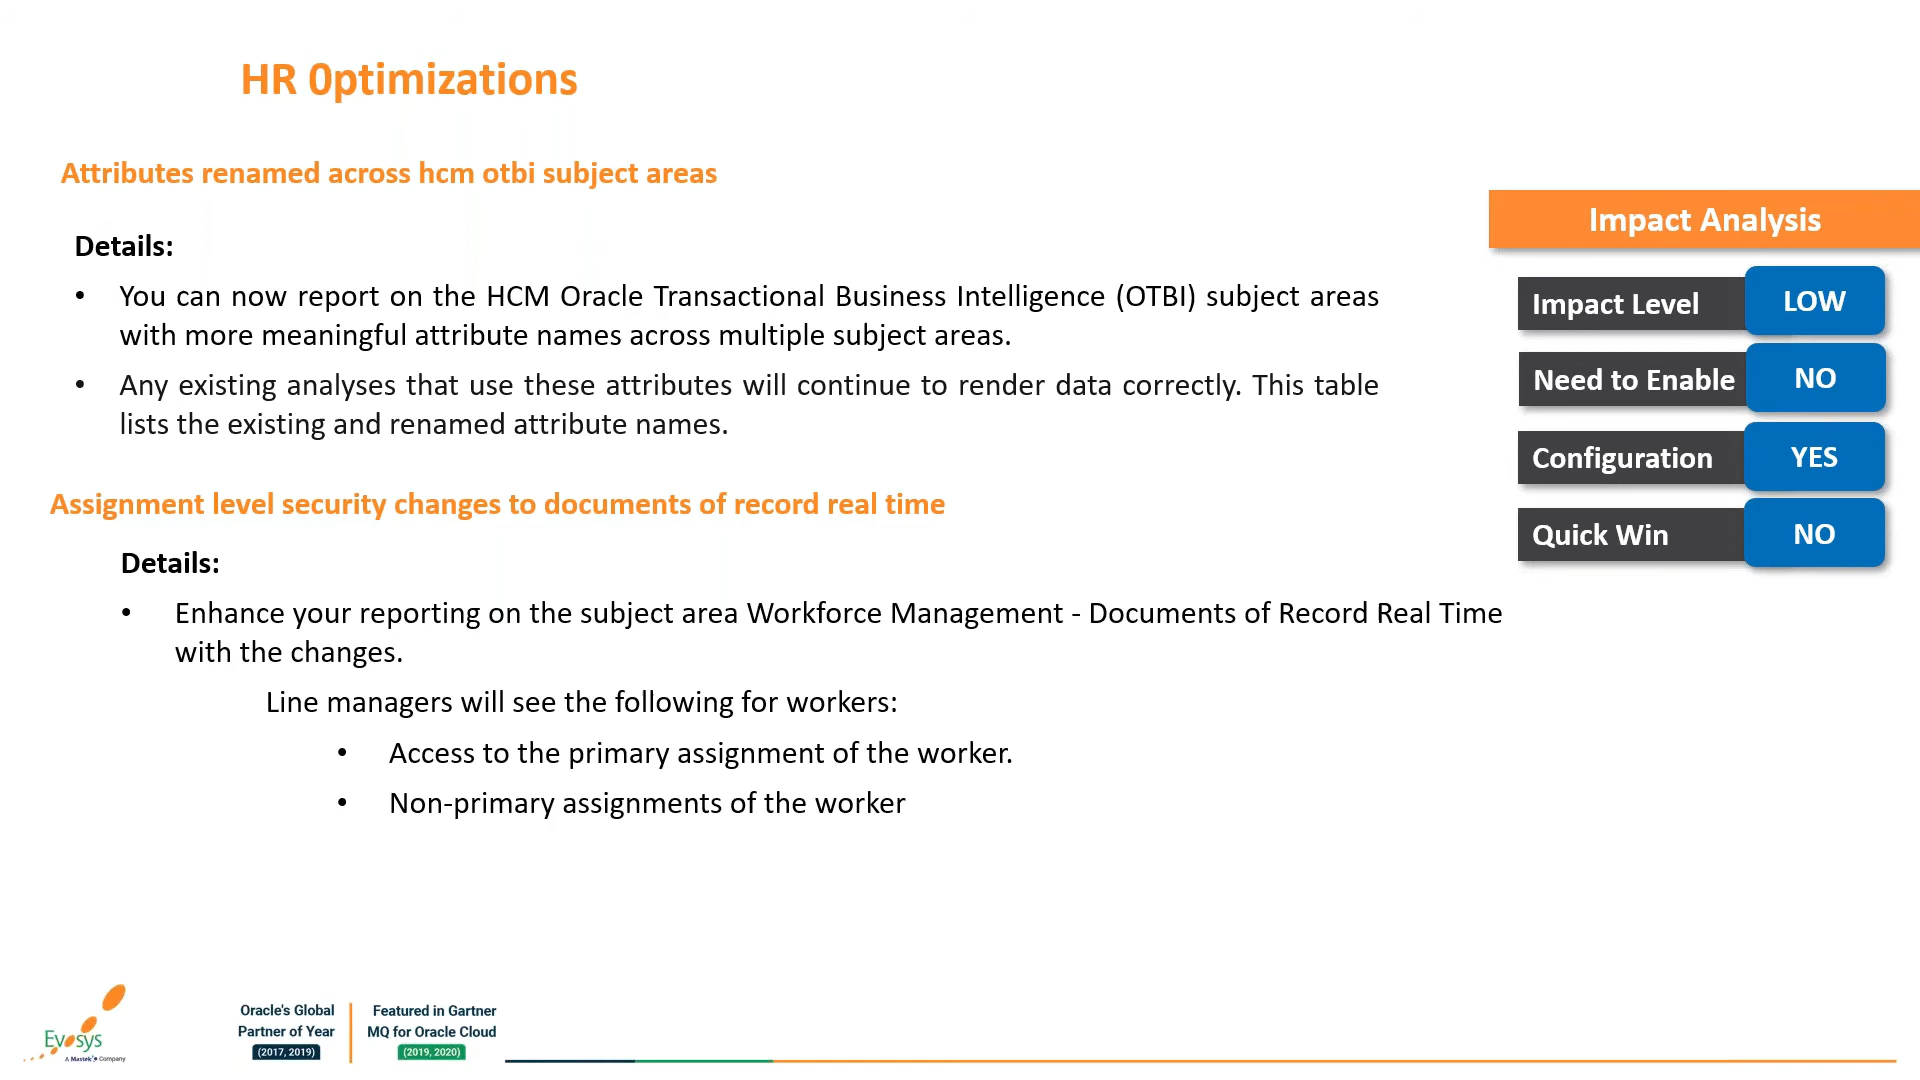 HR 0ptimizations
Attributes renamed across hcm otbi subject areas
Details:
• You can now report on the HCM Oracle Transactional Business Intelligence (OTBI) subject areas
with more meaningful attribute names across multiple subject areas.
• Any existing analyses that use these attributes will continue to render data correctly. This table
lists the existing and renamed attribute names.
Assignment level security changes to documents of record real time
Details:
• Enhance your reporting on the subject area Workforce Management - Documents of Record Real Time
with the changes.
Line managers will see the following for workers:
• Access to the primary assignment of the worker.
• Non-primary assignments of the worker
Impact Analysis
Impact Level LOW
Need to Enable NO
Configuration YES
Quick Win NO
Evosys
A Mastek Company
Oracle's Global
Partner of Year
(2017, 2019)
Featured in Gartner
MQ for Oracle Cloud
(2019, 2020)